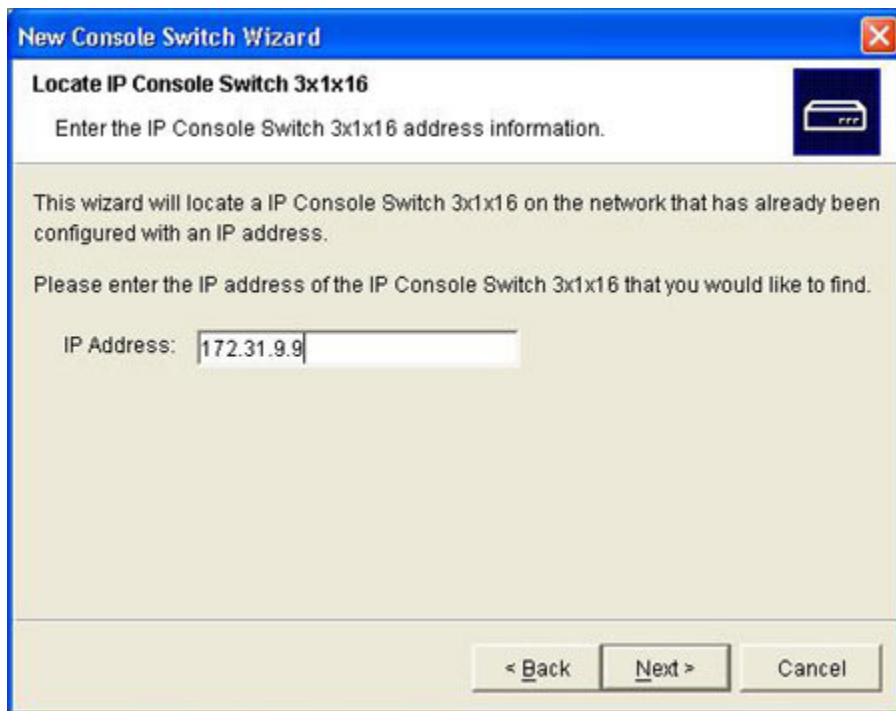 New Console Switch Wizard
Locate IP Console Switch 3x1x16
Enter the IP Console Switch 3x1x16 address information.
This wizard will locate a IP Console Switch 3x1x16 on the network that has already been
configured with an IP address.
Please enter the IP address of the IP Console Switch 3x1x16 that you would like to find.
IP Address: 172.31.9.9
< Back Next > Cancel